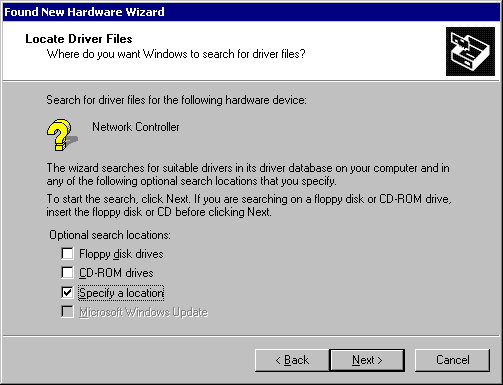 Found New Hardware Wizard
Locate Driver Files
Where do you want Windows to search for driver files?
Search for driver files for the following hardware device:
Network Controller
The wizard searches for suitable drivers in its driver database on your computer and in
any of the following optional search locations that you specify.
To start the search, click Next. If you are searching on a floppy disk or CD-ROM drive,
insert the floppy disk or CD before clicking Next.
Optional search locations:
Floppy disk drives
CD-ROM drives
Specify a location
Microsoft Windows Update
< Back
Next >
Cancel